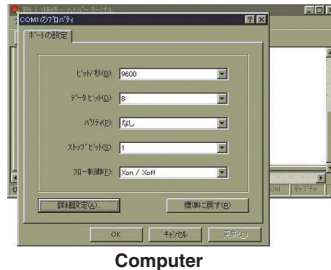 COM1のプロパティ
ポートの設定
ビット/秒(B): 9600
データ ビット(D): 8
パリティ(P): なし
ストップ ビット(S): 1
フロー制御(F): Xon / Xoff
詳細設定(A)...
標準に戻す(R)
OK
キャンセル
更新(A)
Computer